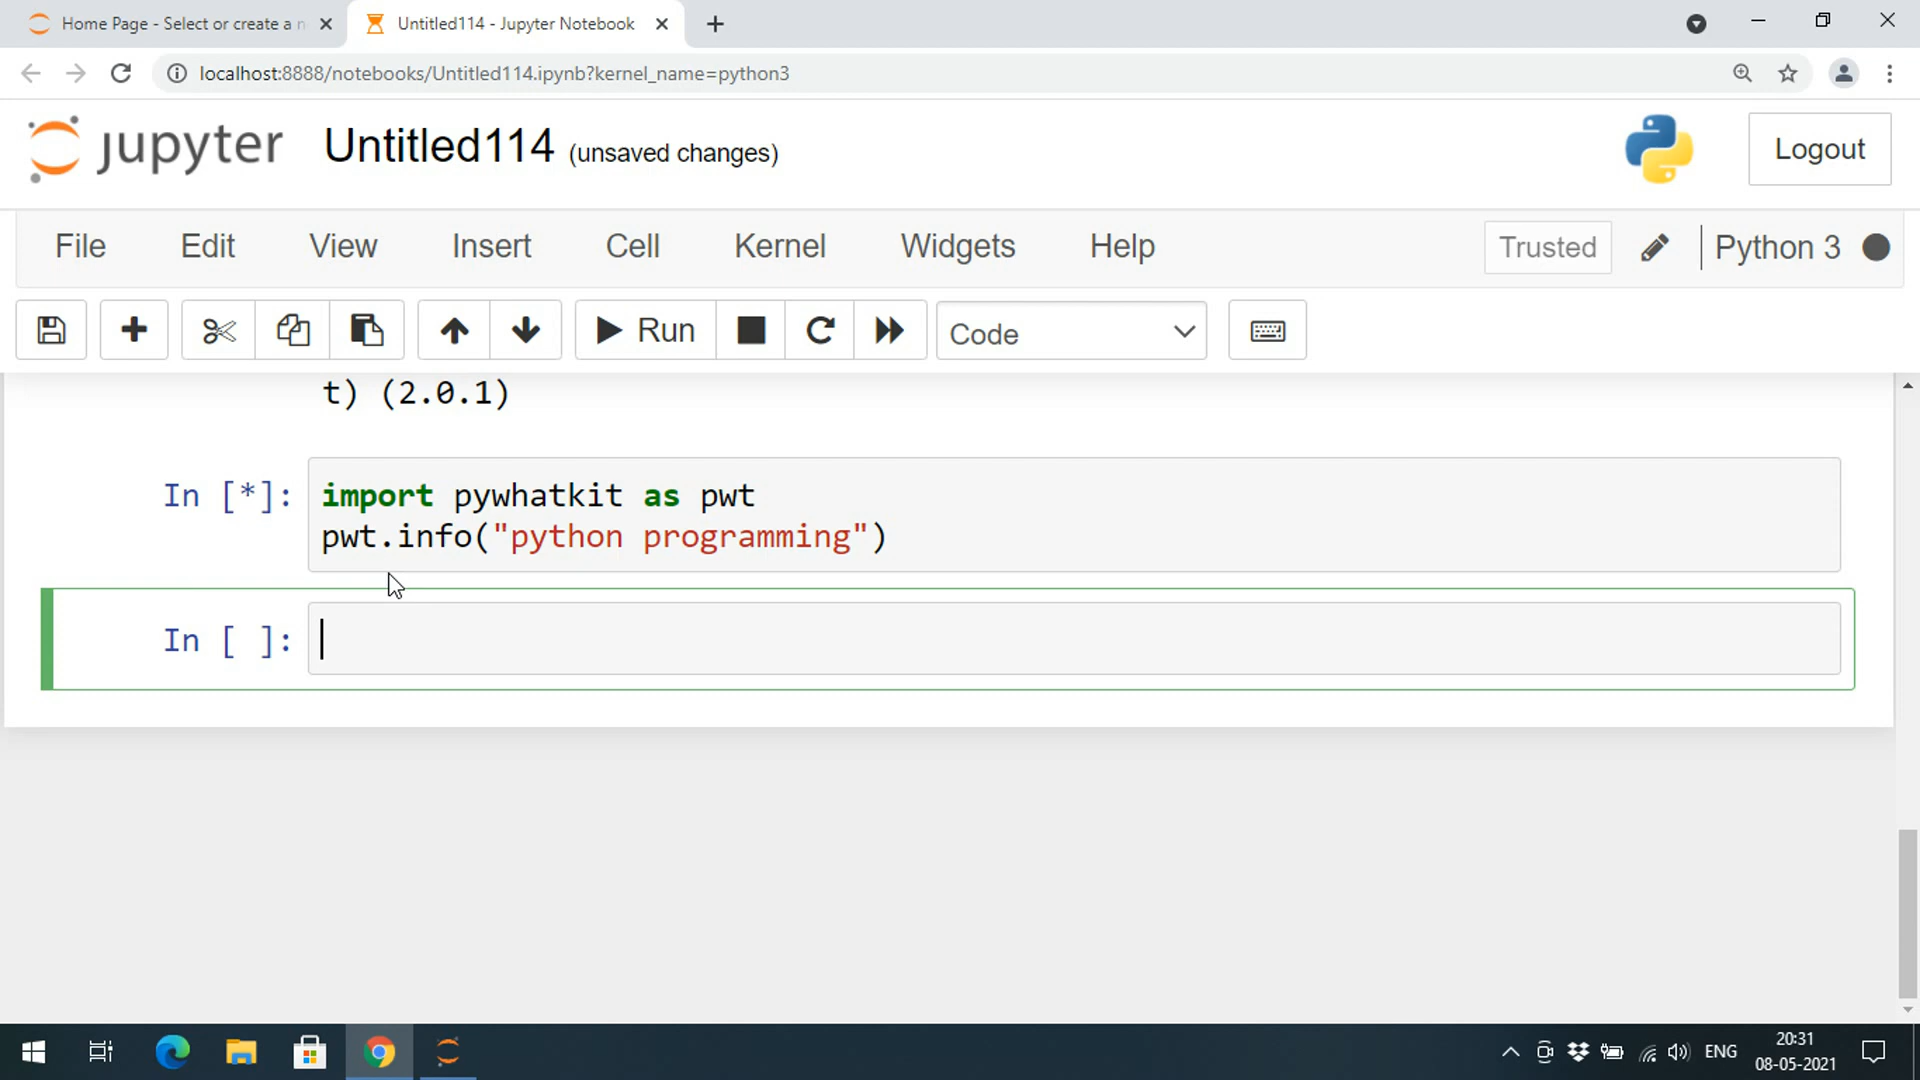 Home Page - Select or create a n
Untitled114 - Jupyter Notebook
localhost:8888/notebooks/Untitled114.ipynb?kernel_name=python3
jupyter
Untitled114 (unsaved changes)
Logout
File Edit View Insert Cell Kernel Widgets Help Trusted Python 3
Run
Code
t) (2.0.1)
In [*]: import pywhatkit as pwt
pwt.info("python programming")
In [ ]:
ENG
20:31
08-05-2021